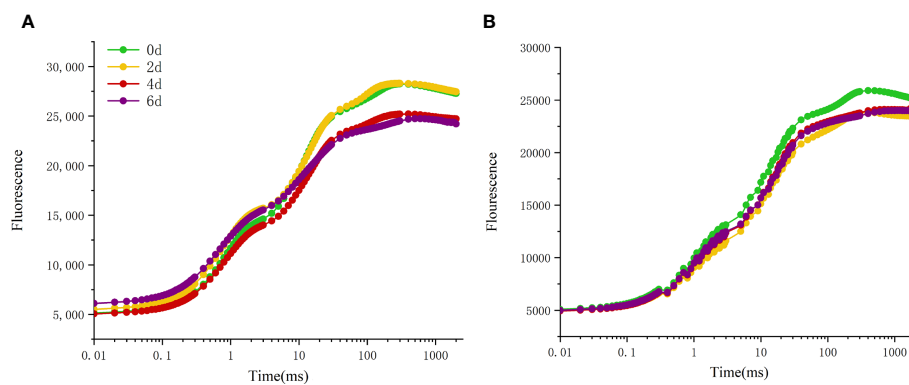 A
B
Fluorescence
30, 000
25, 000
20, 000
15, 000
10, 000
5, 000
0d
2d
4d
6d
0. 01
0. 1
1
10
100
1000
Time(ms)
Flourescence
30000
25000
20000
15000
10000
5000
0
0. 01
0. 1
1
10
100
1000
Time(ms)